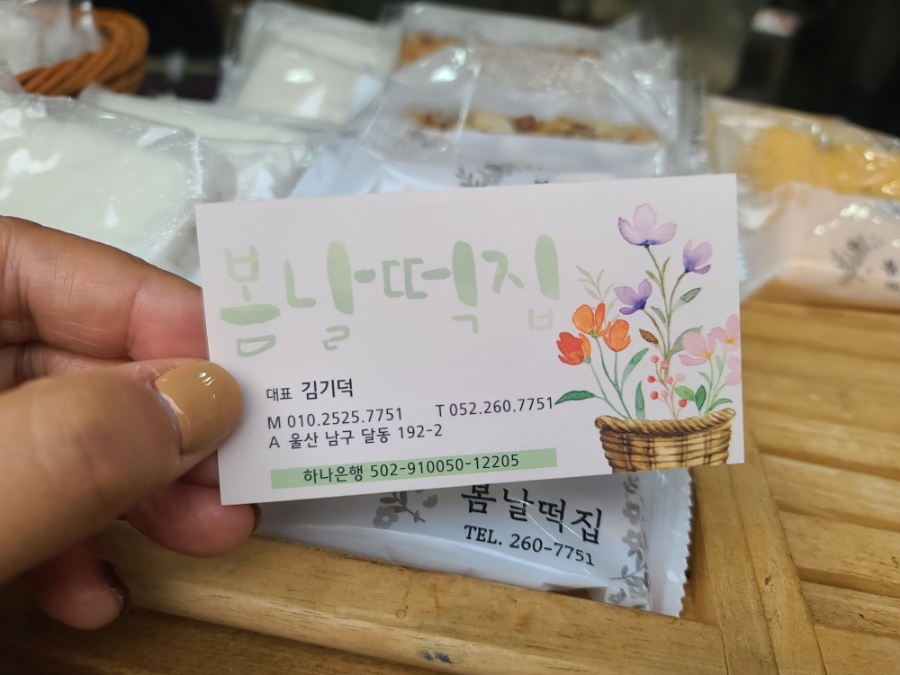 봄날떡집
대표 김기덕
M 010.2525.7751 T 052.260.7751
A 울산 남구 달동 192-2
하나은행 502-910050-12205
봄날떡집
TEL. 260-7751